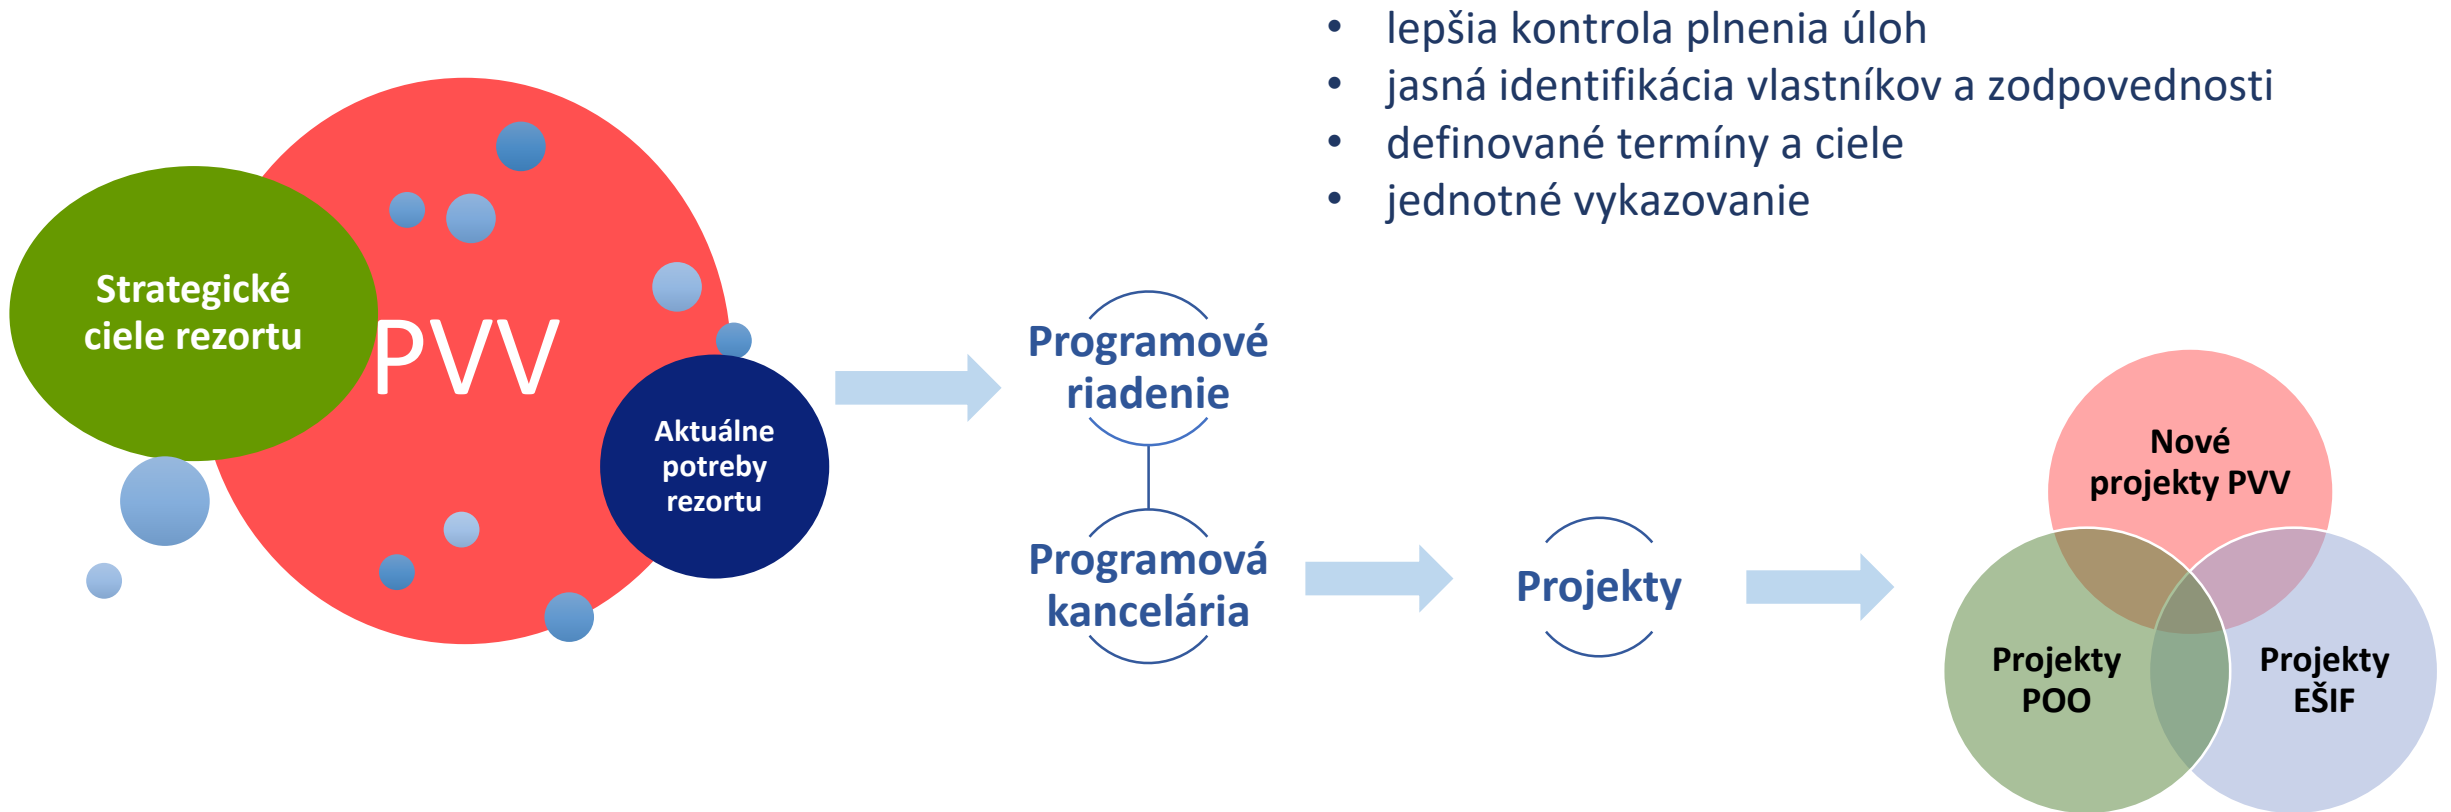 • lepšia kontrola plnenia úloh
• jasná identifikácia vlastníkov a zodpovednosti
• definované termíny a ciele
• jednotné vykazovanie
Strategické
ciele rezortu
PVV
Aktuálne
potreby
rezortu
Programové
riadenie
Programová
kancelária
Projekty
Nové
projekty PVV
Projekty
POO
Projekty
EŠIF